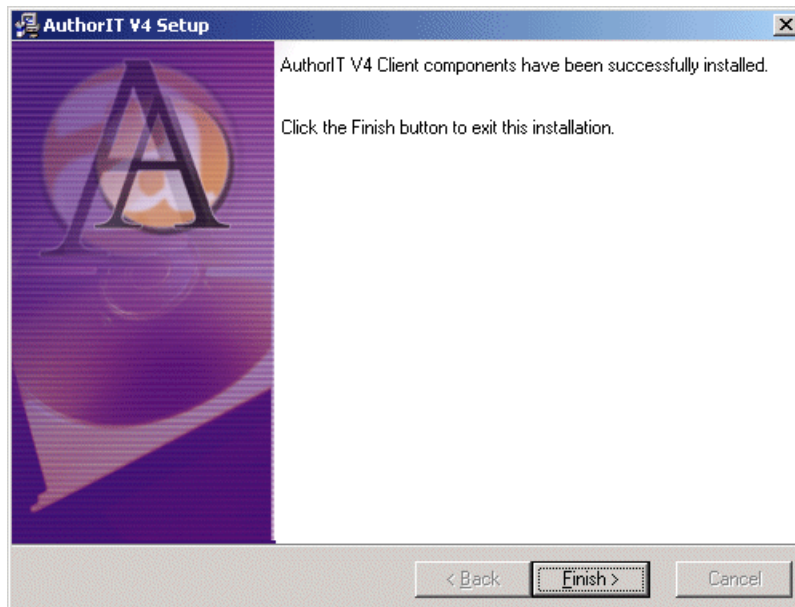 AuthorIT V4 Setup
AuthorIT V4 Client components have been successfully installed.
Click the Finish button to exit this installation.
A
A a
< Back Finish > Cancel